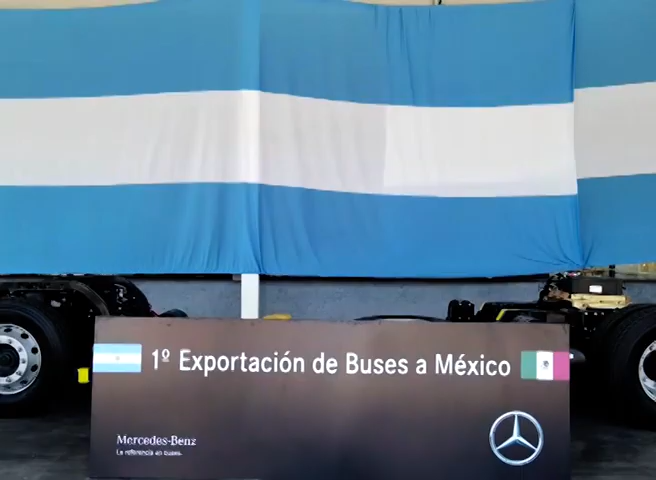 1º Exportación de Buses a México
Mercedes-Benz
La referencia en buses.